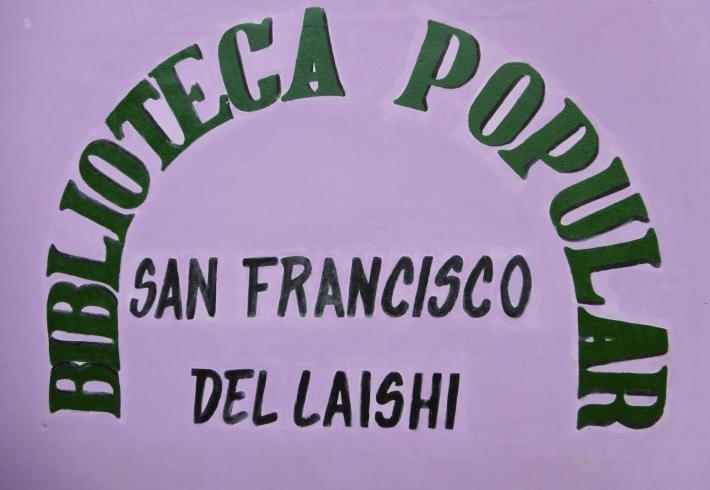 BIBLIOTECA POPULAR
SAN FRANCISCO
DEL LAISHI